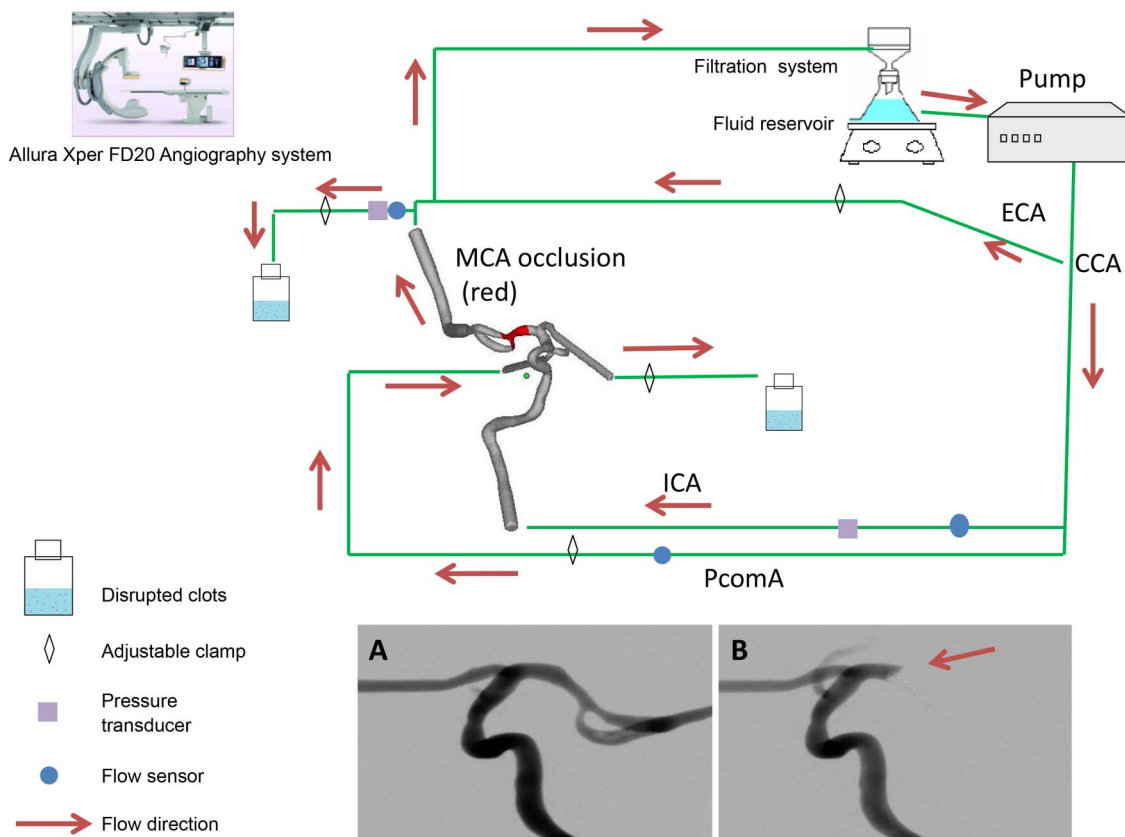 Allura Xper FD20 Angiography system
Filtration system
Fluid reservoir
Pump
ECA
CCA
MCA occlusion
(red)
ICA
PcomA
Disrupted clots
Adjustable clamp
Pressure
transducer
Flow sensor
Flow direction
A
B